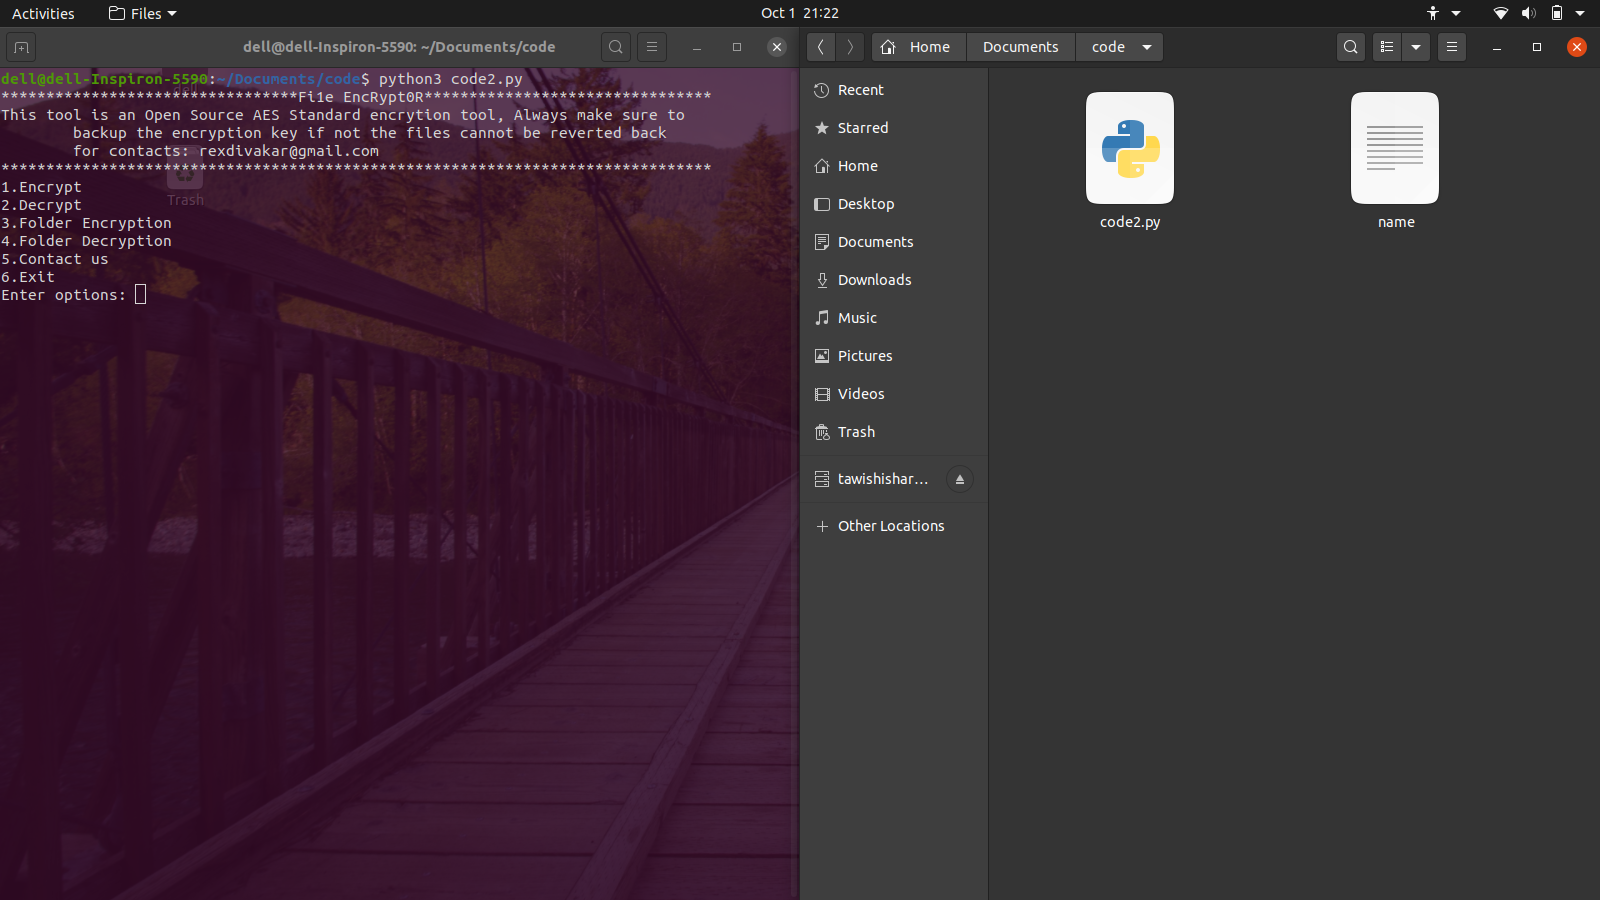 Activities
Files
Oct 1 21:22
dell@dell-Inspiron-5590: ~/Documents/code
dell@dell-Inspiron-5590:~/Documents/code$ python3 code2.py
*********************************Fi1e EncRypt0R********************************
This tool is an Open Source AES Standard encrytion tool, Always make sure to
backup the encryption key if not the files cannot be reverted back
for contacts: rexdivakar@gmail.com
*******************************************************************************
1.Encrypt
2.Decrypt
3.Folder Encryption
4.Folder Decryption
5.Contact us
6.Exit
Enter options:
Trash
Home
Documents
code
Recent
Starred
Home
Desktop
Documents
Downloads
Music
Pictures
Videos
Trash
tawishishar...
Other Locations
code2.py
name